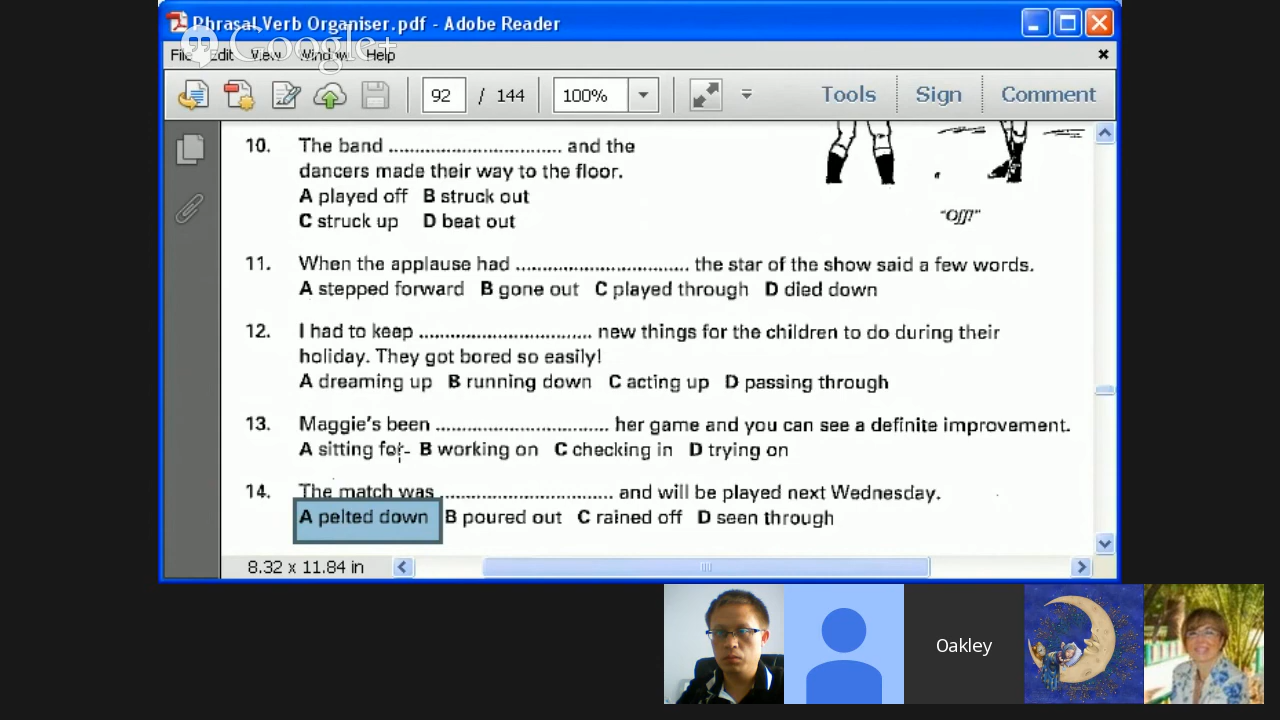 Phrasal Verb Organiser.pdf - Adobe Reader
Google+
File Edit View Window Help
92 / 144 100% Tools Sign Comment
10. The band .............................. and the
dancers made their way to the floor.
A played off B struck out
C struck up D beat out
"Off!"
11. When the applause had .............................. the star of the show said a few words.
A stepped forward B gone out C played through D died down
12. I had to keep .............................. new things for the children to do during their
holiday. They got bored so easily!
A dreaming up B running down C acting up D passing through
13. Maggie's been .............................. her game and you can see a definite improvement.
A sitting for B working on C checking in D trying on
14. The match was .............................. and will be played next Wednesday.
A pelted down B poured out C rained off D seen through
8.32 x 11.84 in
Oakley